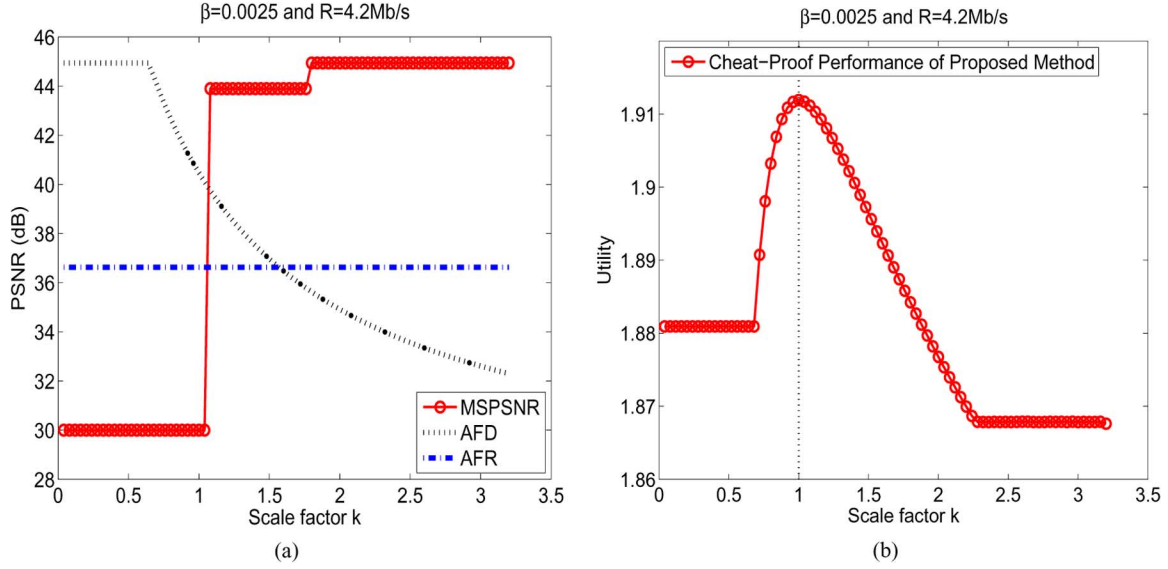 β=0.0025 and R=4.2Mb/s
46
44
42
40
38
36
34
32
30
28
PSNR (dB)
MSPSNR
AFD
AFR
0
0.5
1
1.5
2
2.5
3
3.5
Scale factor k
(a)
β=0.0025 and R=4.2Mb/s
Cheat-Proof Performance of Proposed Method
1.91
1.9
1.89
1.88
1.87
1.86
Utility
0
0.5
1
1.5
2
2.5
3
3.5
Scale factor k
(b)